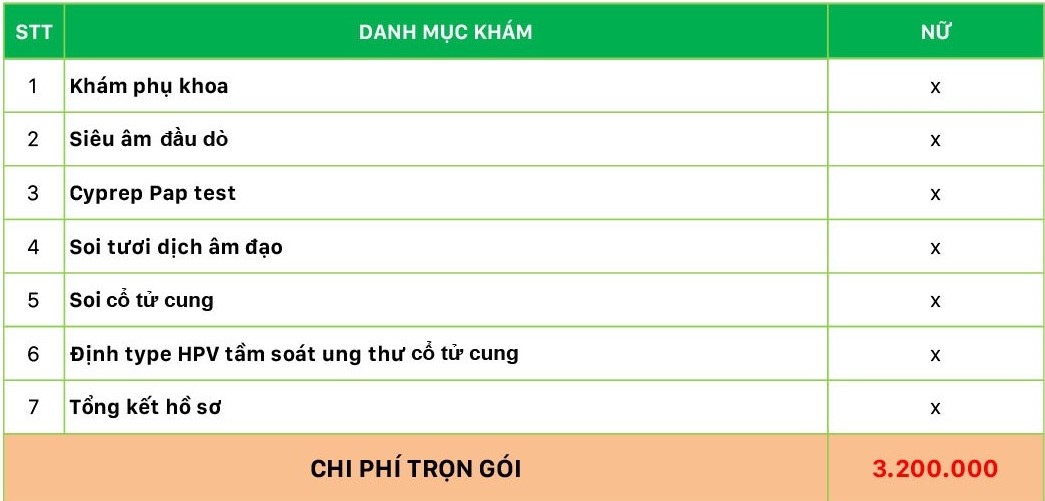 STT DANH MỤC KHÁM NỮ
1 Khám phụ khoa x
2 Siêu âm đầu dò x
3 Cyprep Pap test x
4 Soi tươi dịch âm đạo x
5 Soi cổ tử cung x
6 Định type HPV tầm soát ung thư cổ tử cung x
7 Tổng kết hồ sơ x
CHI PHÍ TRỌN GÓI 3.200.000